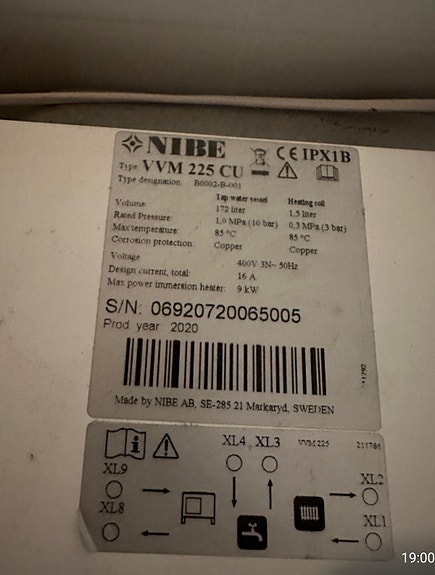 NIBE CE IPX1B
Type: VVM 225 CU
Type designation: B0002-B-001
Tap water vessel Heating coil
Volume: 172 liter 1,5 liter
Rated Pressure: 1,0 MPa (10 bar) 0,3 MPa (3 bar)
Max temperature: 85 °C 85 °C
Corrosion protection: Copper Copper
Voltage 400V 3N~ 50Hz
Design current, total: 16 A
Max power immersion heater: 9 kW
S/N: 06920720065005
Prod year 2020
Made by NIBE AB, SE-285 21 Markaryd, SWEDEN
XL4 XL3 VVM 225 211786
XL9 XL2
XL8 XL1
19:00